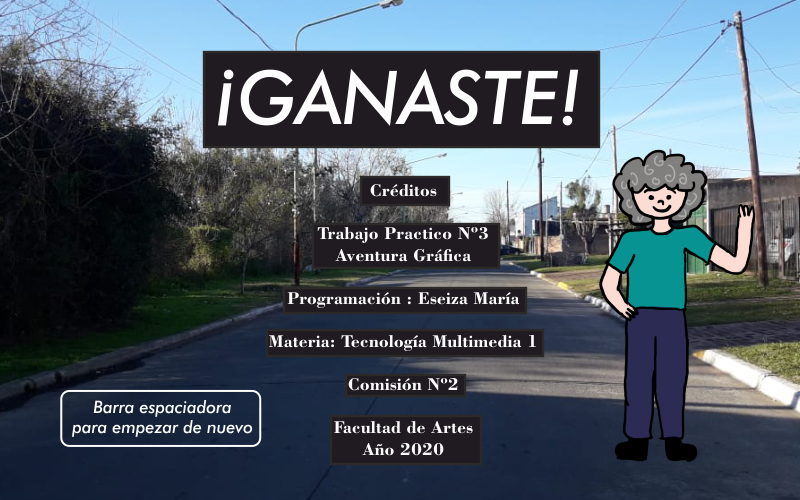 ¡GANASTE!
Créditos
Trabajo Practico Nº3
Aventura Gráfica
Programación : Eseiza María
Materia: Tecnología Multimedia 1
Comisión Nº2
Facultad de Artes
Año 2020
Barra espaciadora
para empezar de nuevo